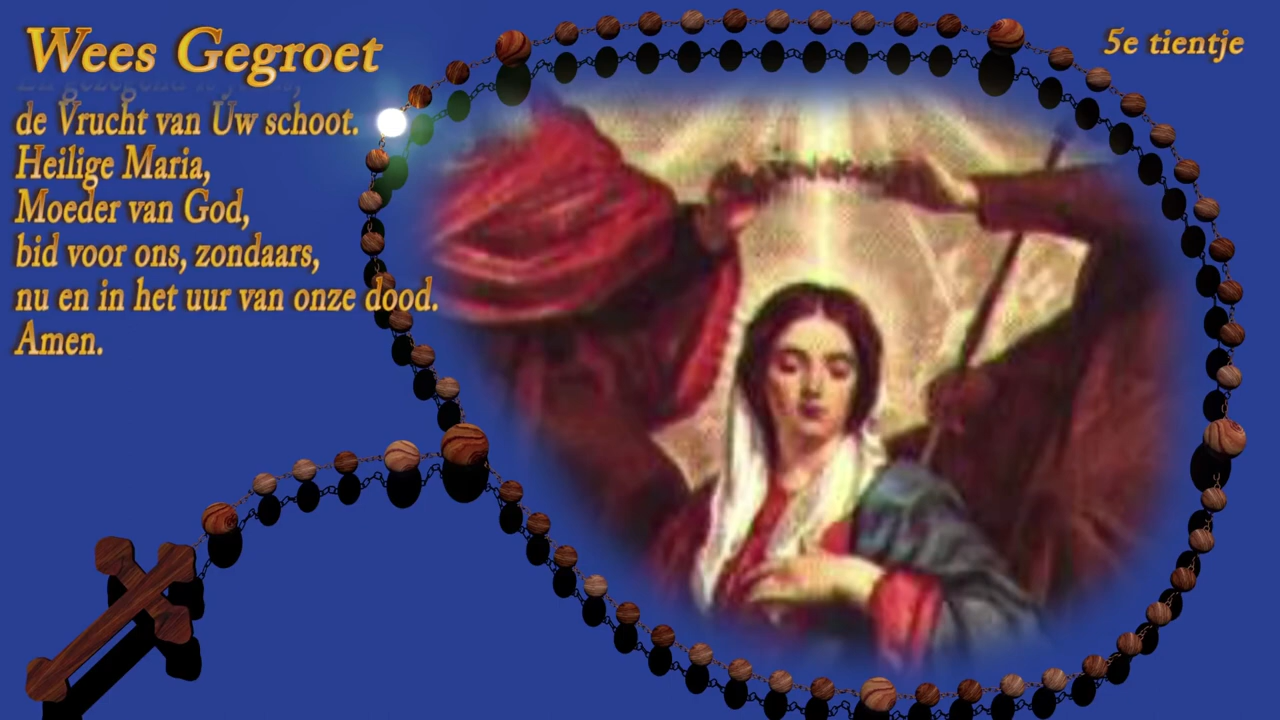 Wees Gegroet
5e tientje
de Vrucht van Uw schoot.
Heilige Maria,
Moeder van God,
bid voor ons, zondaars,
nu en in het uur van onze dood.
Amen.